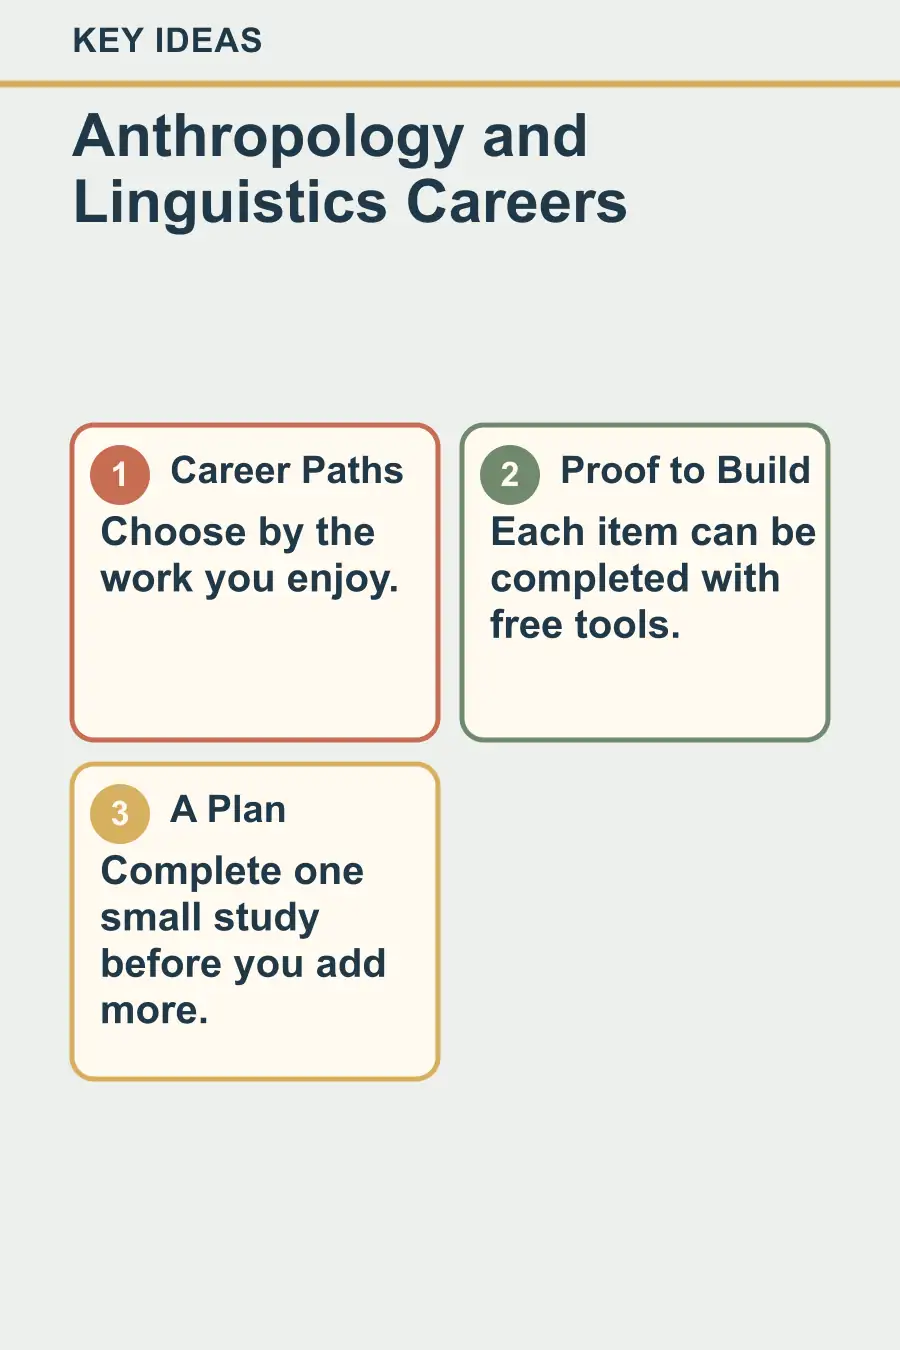 KEY IDEAS
Anthropology and
Linguistics Careers
1 Career Paths
Choose by the
work you enjoy.
2 Proof to Build
Each item can be
completed with
free tools.
3 A Plan
Complete one
small study
before you add
more.